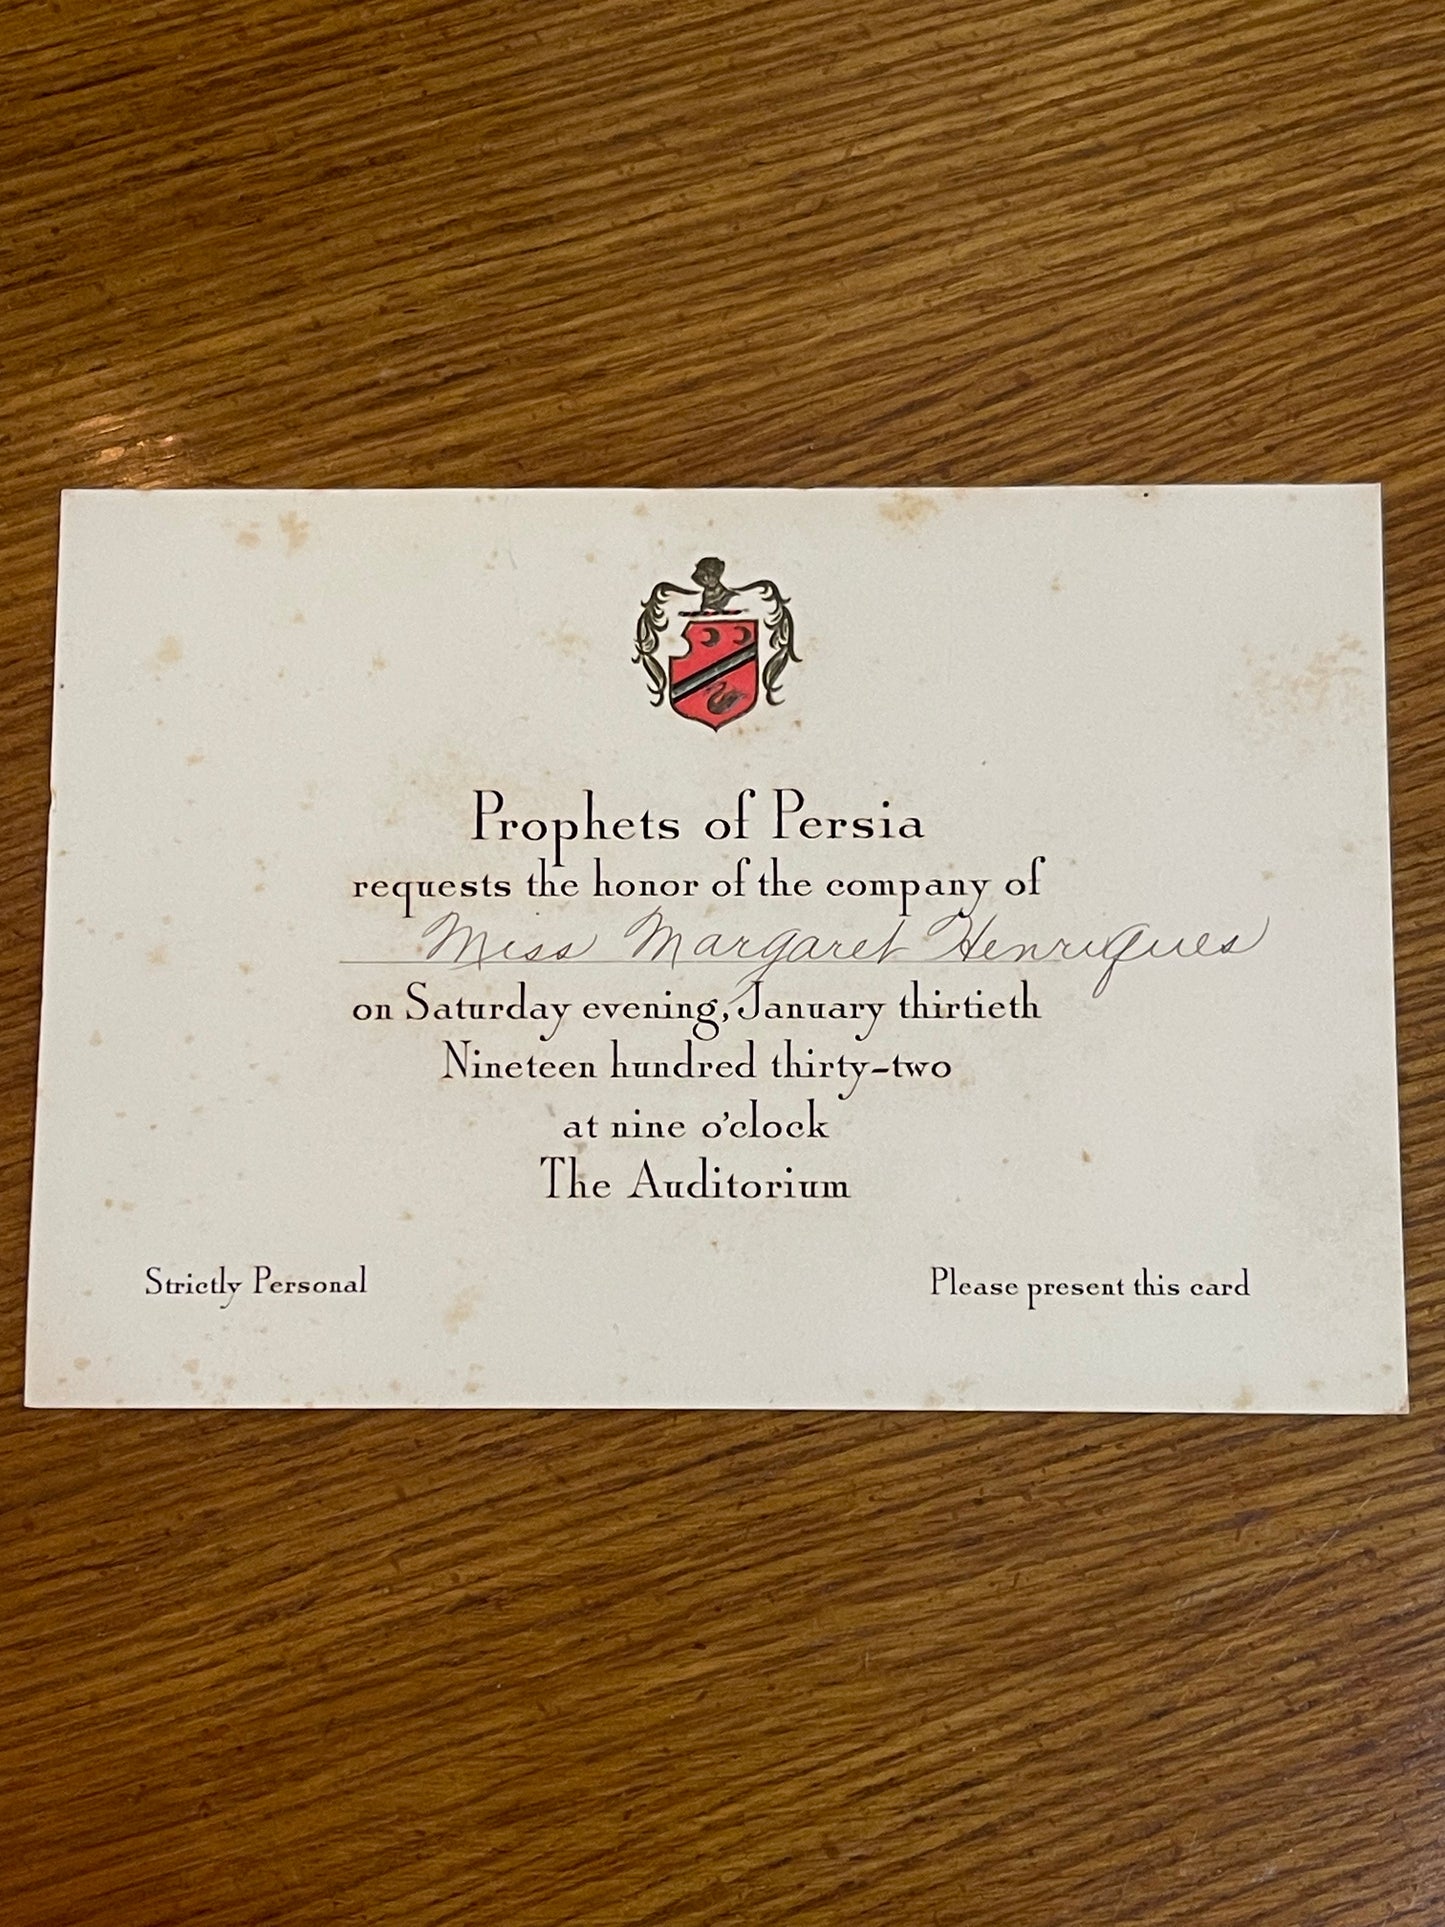 Prophets of Persia
requests the honor of the company of
Miss Margaret Henriques
on Saturday evening, January thirtieth
Nineteen hundred thirty-two
at nine o'clock
The Auditorium
Strictly Personal
Please present this card